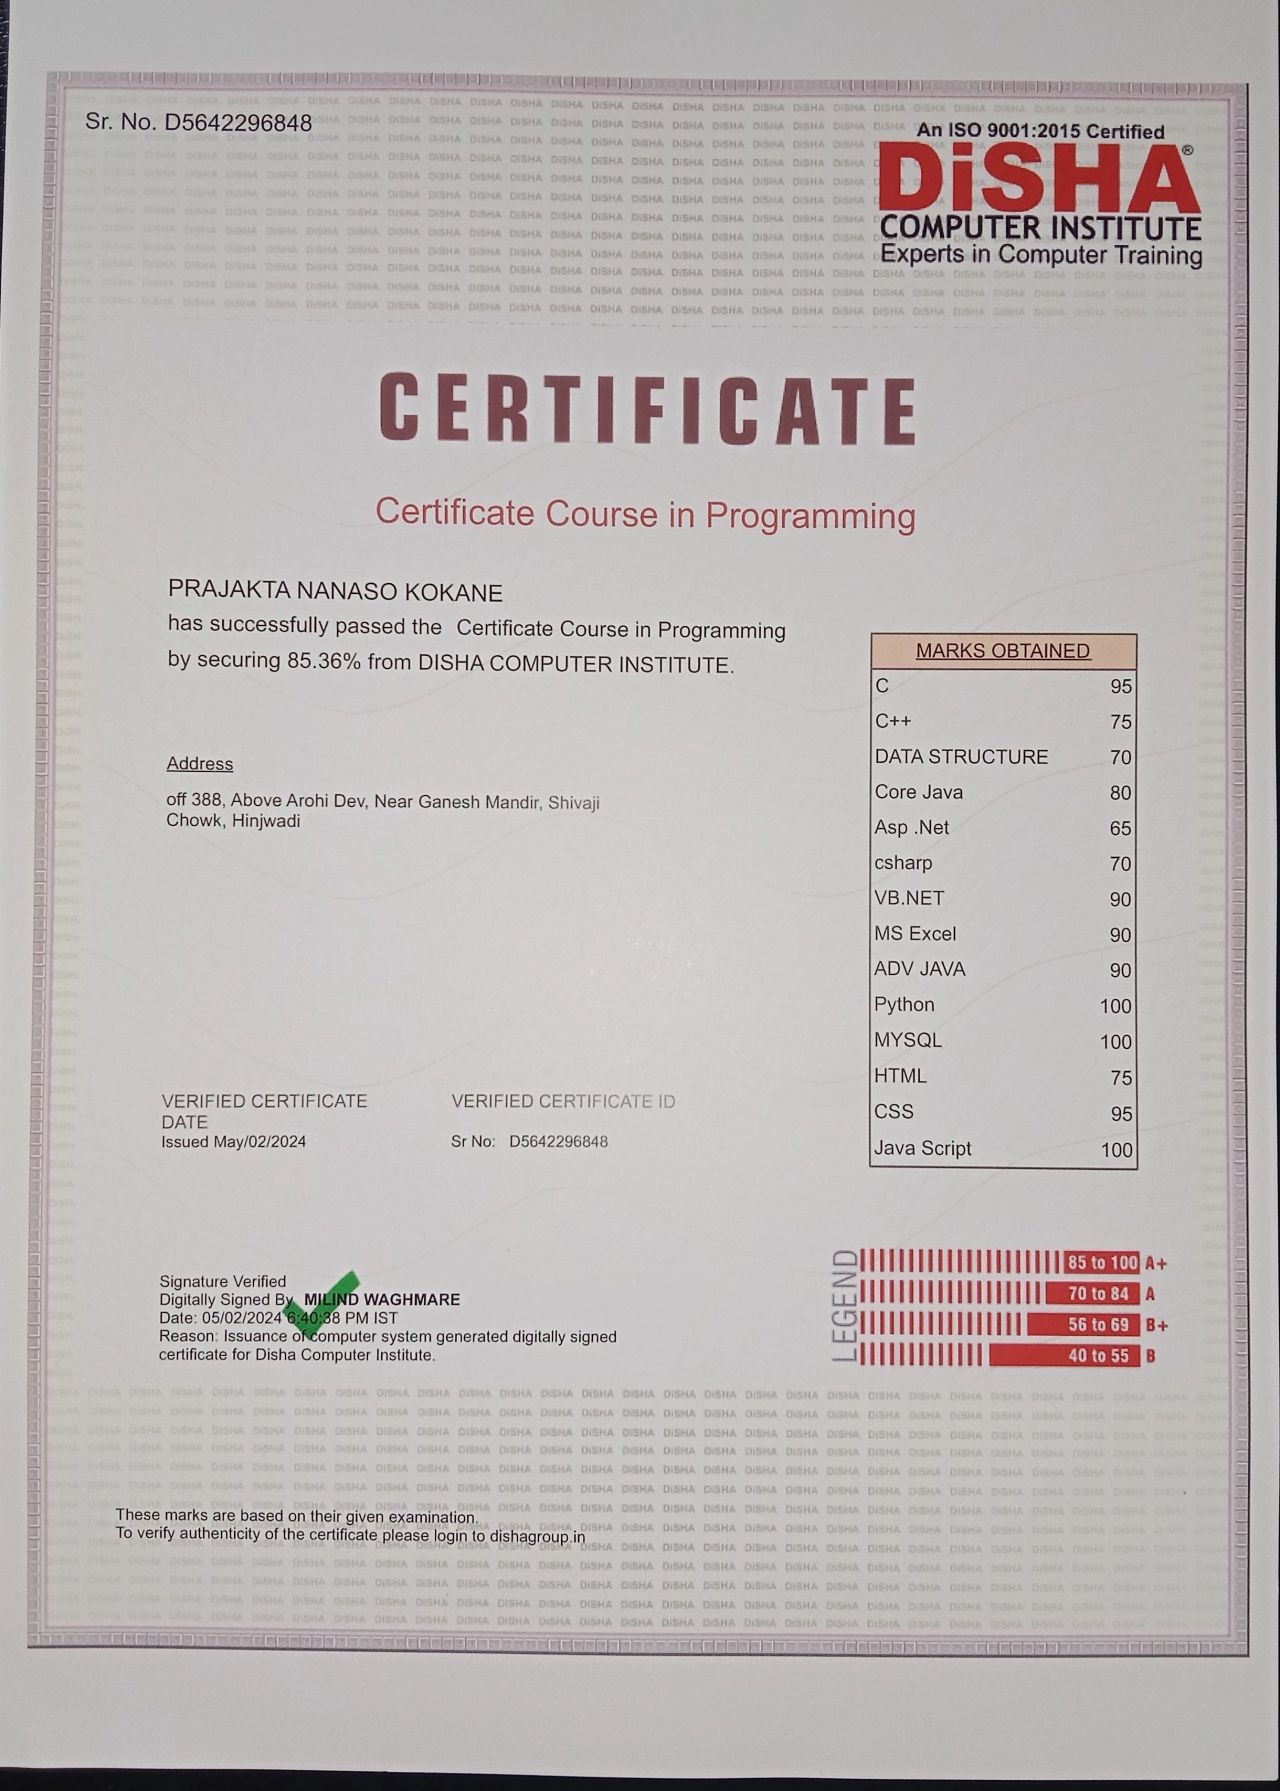 Sr. No. D5642296848
An ISO 9001:2015 Certified
DiSHA®
COMPUTER INSTITUTE
Experts in Computer Training
CERTIFICATE
Certificate Course in Programming
PRAJAKTA NANASO KOKANE
has successfully passed the Certificate Course in Programming
by securing 85.36% from DISHA COMPUTER INSTITUTE.
Address
off 388, Above Arohi Dev, Near Ganesh Mandir, Shivaji
Chowk, Hinjwadi
MARKS OBTAINED
C 95
C++ 75
DATA STRUCTURE 70
Core Java 80
Asp .Net 65
csharp 70
VB.NET 90
MS Excel 90
ADV JAVA 90
Python 100
MYSQL 100
HTML 75
CSS 95
Java Script 100
VERIFIED CERTIFICATE
DATE
Issued May/02/2024
VERIFIED CERTIFICATE ID
Sr No: D5642296848
Signature Verified
Digitally Signed By MILIND WAGHMARE
Date: 05/02/2024 6:40:38 PM IST
Reason: Issuance of computer system generated digitally signed
certificate for Disha Computer Institute.
LEGEND
85 to 100 A+
70 to 84 A
56 to 69 B+
40 to 55 B
These marks are based on their given examination.
To verify authenticity of the certificate please login to dishagroup.in